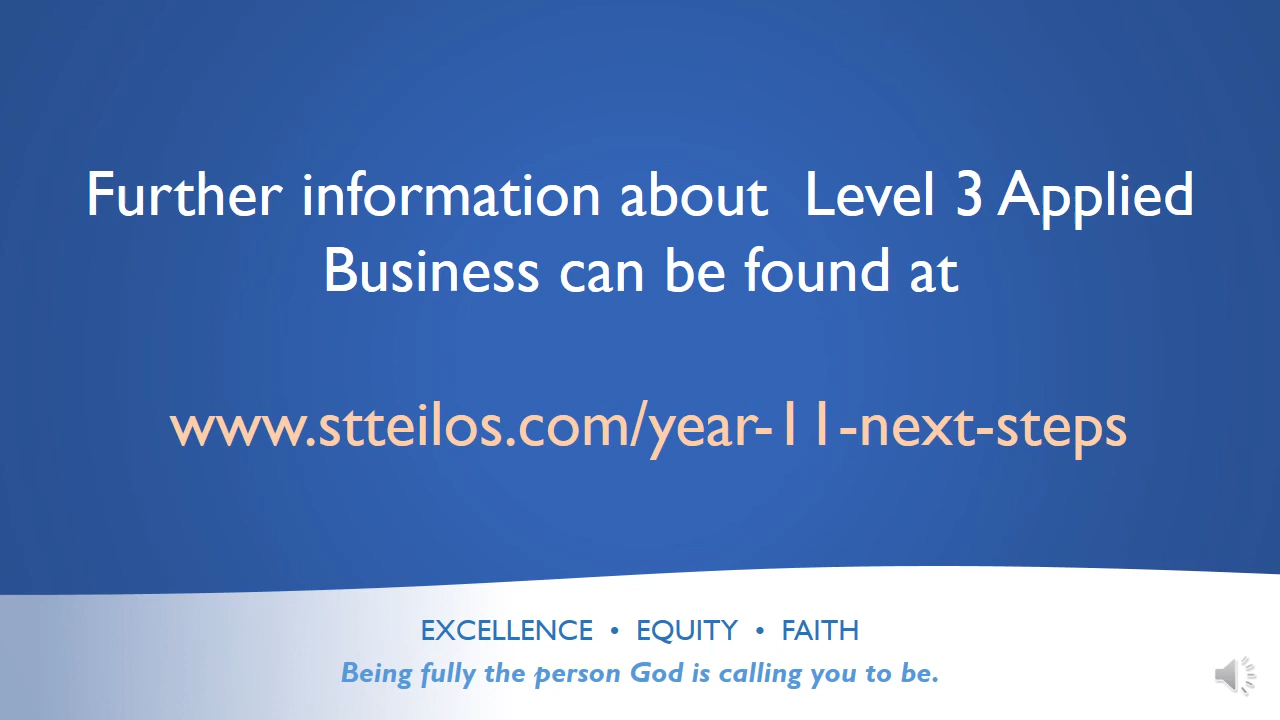 Further information about  Level 3 Applied
Business can be found at
www.stteilos.com/year-11-next-steps
EXCELLENCE • EQUITY • FAITH
Being fully the person God is calling you to be.